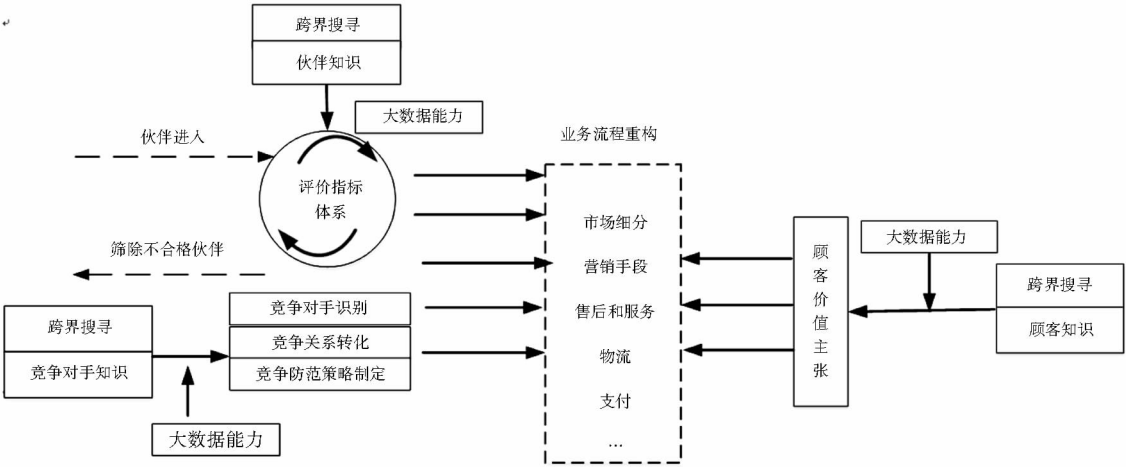 跨界搜寻
伙伴知识
大数据能力
伙伴进入
评价指标
体系
筛除不合格伙伴
跨界搜寻
竞争对手知识
竞争对手识别
竞争关系转化
竞争防范策略制定
大数据能力
业务流程重构
市场细分
营销手段
售后和服务
物流
支付
...
顾客价值主张
大数据能力
跨界搜寻
顾客知识